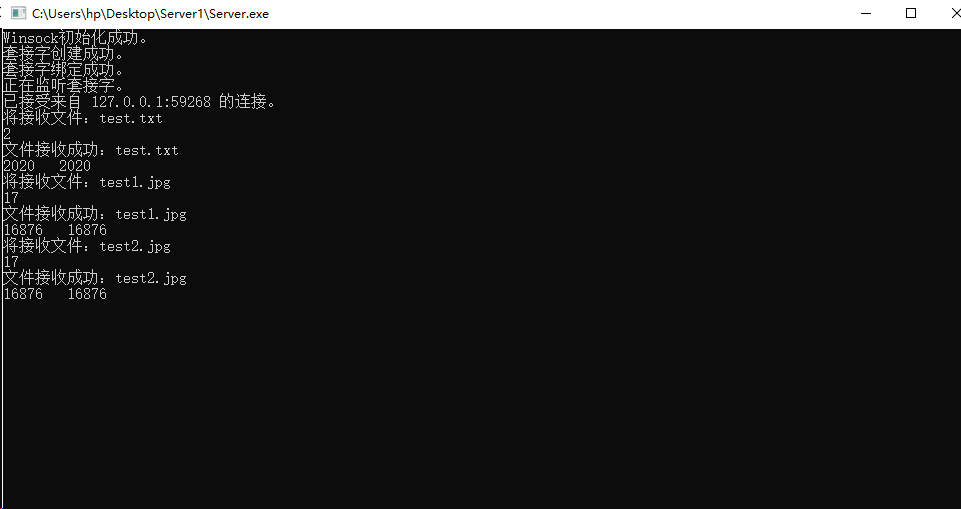 C:\Users\hp\Desktop\Server1\Server.exe
Winsock初始化成功。
套接字创建成功。
套接字绑定成功。
正在监听套接字。
已接受来自 127.0.0.1:59268 的连接。
将接收文件: test.txt
2
文件接收成功: test.txt
2020   2020
将接收文件: test1.jpg
17
文件接收成功: test1.jpg
16876   16876
将接收文件: test2.jpg
17
文件接收成功: test2.jpg
16876   16876